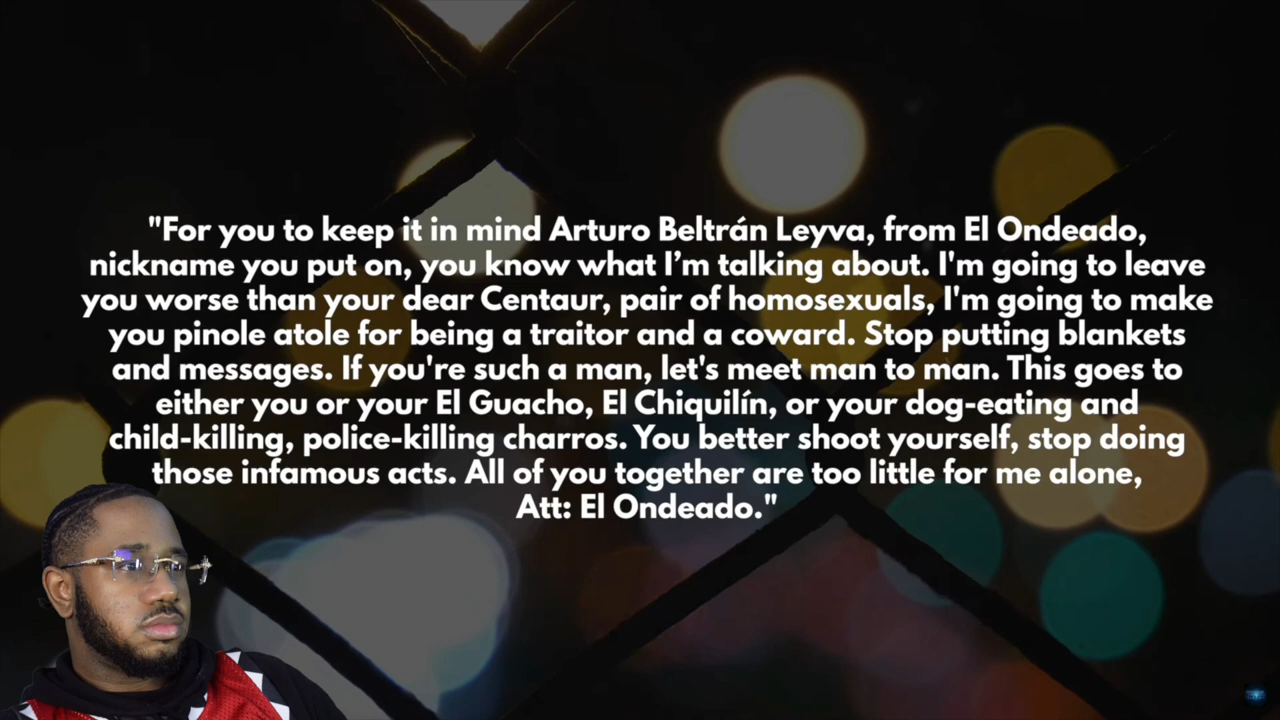 "For you to keep it in mind Arturo Beltrán Leyva, from El Ondeado,
nickname you put on, you know what I’m talking about. I'm going to leave
you worse than your dear Centaur, pair of homosexuals, I'm going to make
you pinole atole for being a traitor and a coward. Stop putting blankets
and messages. If you're such a man, let's meet man to man. This goes to
either you or your El Guacho, El Chiquilín, or your dog-eating and
child-killing, police-killing charros. You better shoot yourself, stop doing
those infamous acts. All of you together are too little for me alone,
Att: El Ondeado."